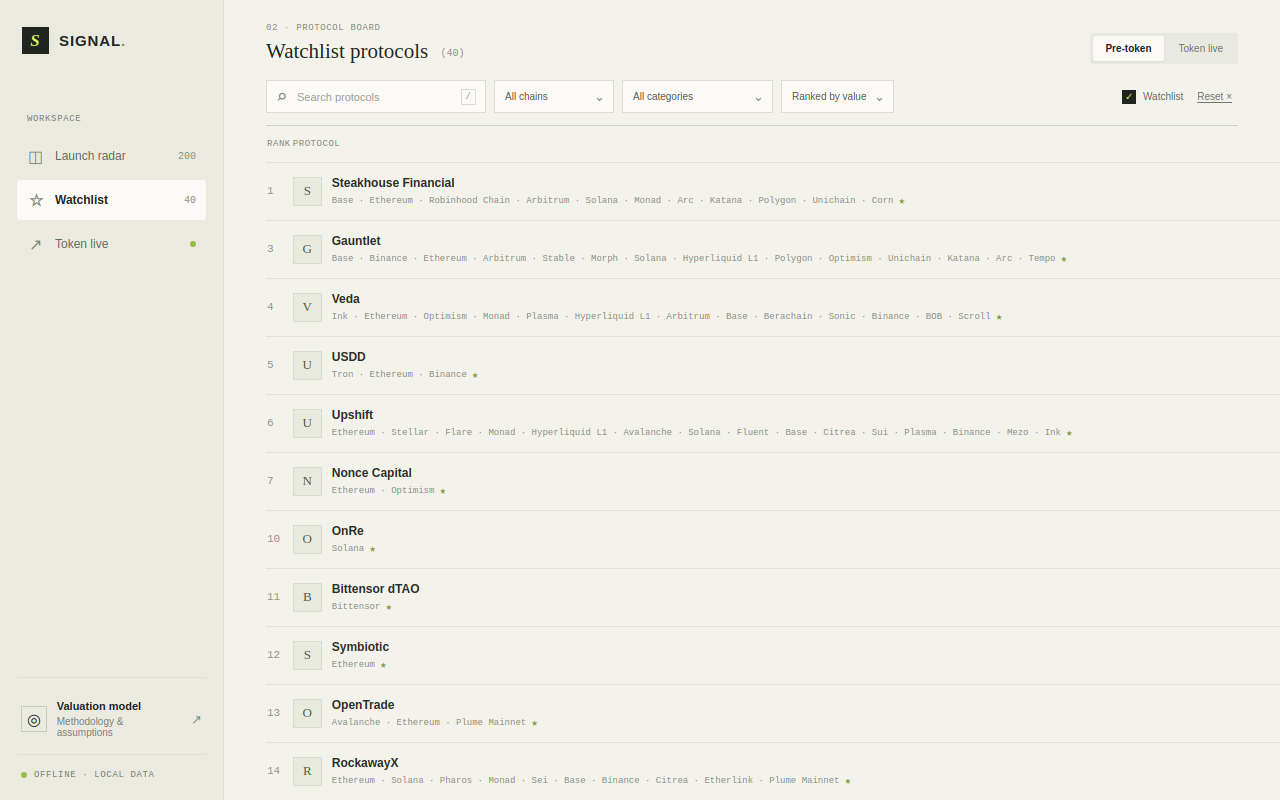 S SIGNAL.
WORKSPACE
Launch radar 200
Watchlist 40
Token live
Valuation model
Methodology &
assumptions
OFFLINE · LOCAL DATA
02 · PROTOCOL BOARD
Watchlist protocols (40)
Pre-token Token live
Search protocols /
All chains
All categories
Ranked by value
Watchlist
Reset ×
RANK PROTOCOL
1 S Steakhouse Financial
Base · Ethereum · Robinhood Chain · Arbitrum · Solana · Monad · Arc · Katana · Polygon · Unichain · Corn ★
3 G Gauntlet
Base · Binance · Ethereum · Arbitrum · Stable · Morph · Solana · Hyperliquid L1 · Polygon · Optimism · Unichain · Katana · Arc · Tempo ★
4 V Veda
Ink · Ethereum · Optimism · Monad · Plasma · Hyperliquid L1 · Arbitrum · Base · Berachain · Sonic · Binance · BOB · Scroll ★
5 U USDD
Tron · Ethereum · Binance ★
6 U Upshift
Ethereum · Stellar · Flare · Monad · Hyperliquid L1 · Avalanche · Solana · Fluent · Base · Citrea · Sui · Plasma · Binance · Mezo · Ink ★
7 N Nonce Capital
Ethereum · Optimism ★
10 O OnRe
Solana ★
11 B Bittensor dTAO
Bittensor ★
12 S Symbiotic
Ethereum ★
13 O OpenTrade
Avalanche · Ethereum · Plume Mainnet ★
14 R RockawayX
Ethereum · Solana · Pharos · Monad · Sei · Base · Binance · Citrea · Etherlink · Plume Mainnet ★